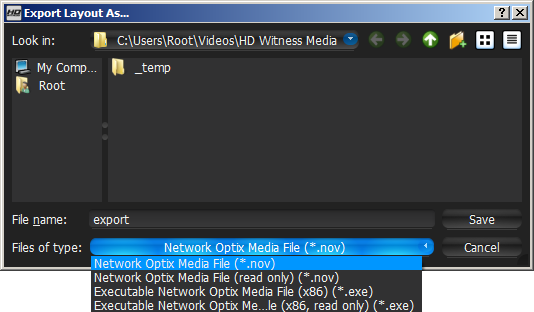 HD Export Layout As...
Look in: C:\Users\Root\Videos\HD Witness Media
My Comp...
Root
_temp
File name: export Save
Files of type: Network Optix Media File (*.nov) Cancel
Network Optix Media File (*.nov)
Network Optix Media File (read only) (*.nov)
Executable Network Optix Media File (x86) (*.exe)
Executable Network Optix Me...le (x86, read only) (*.exe)